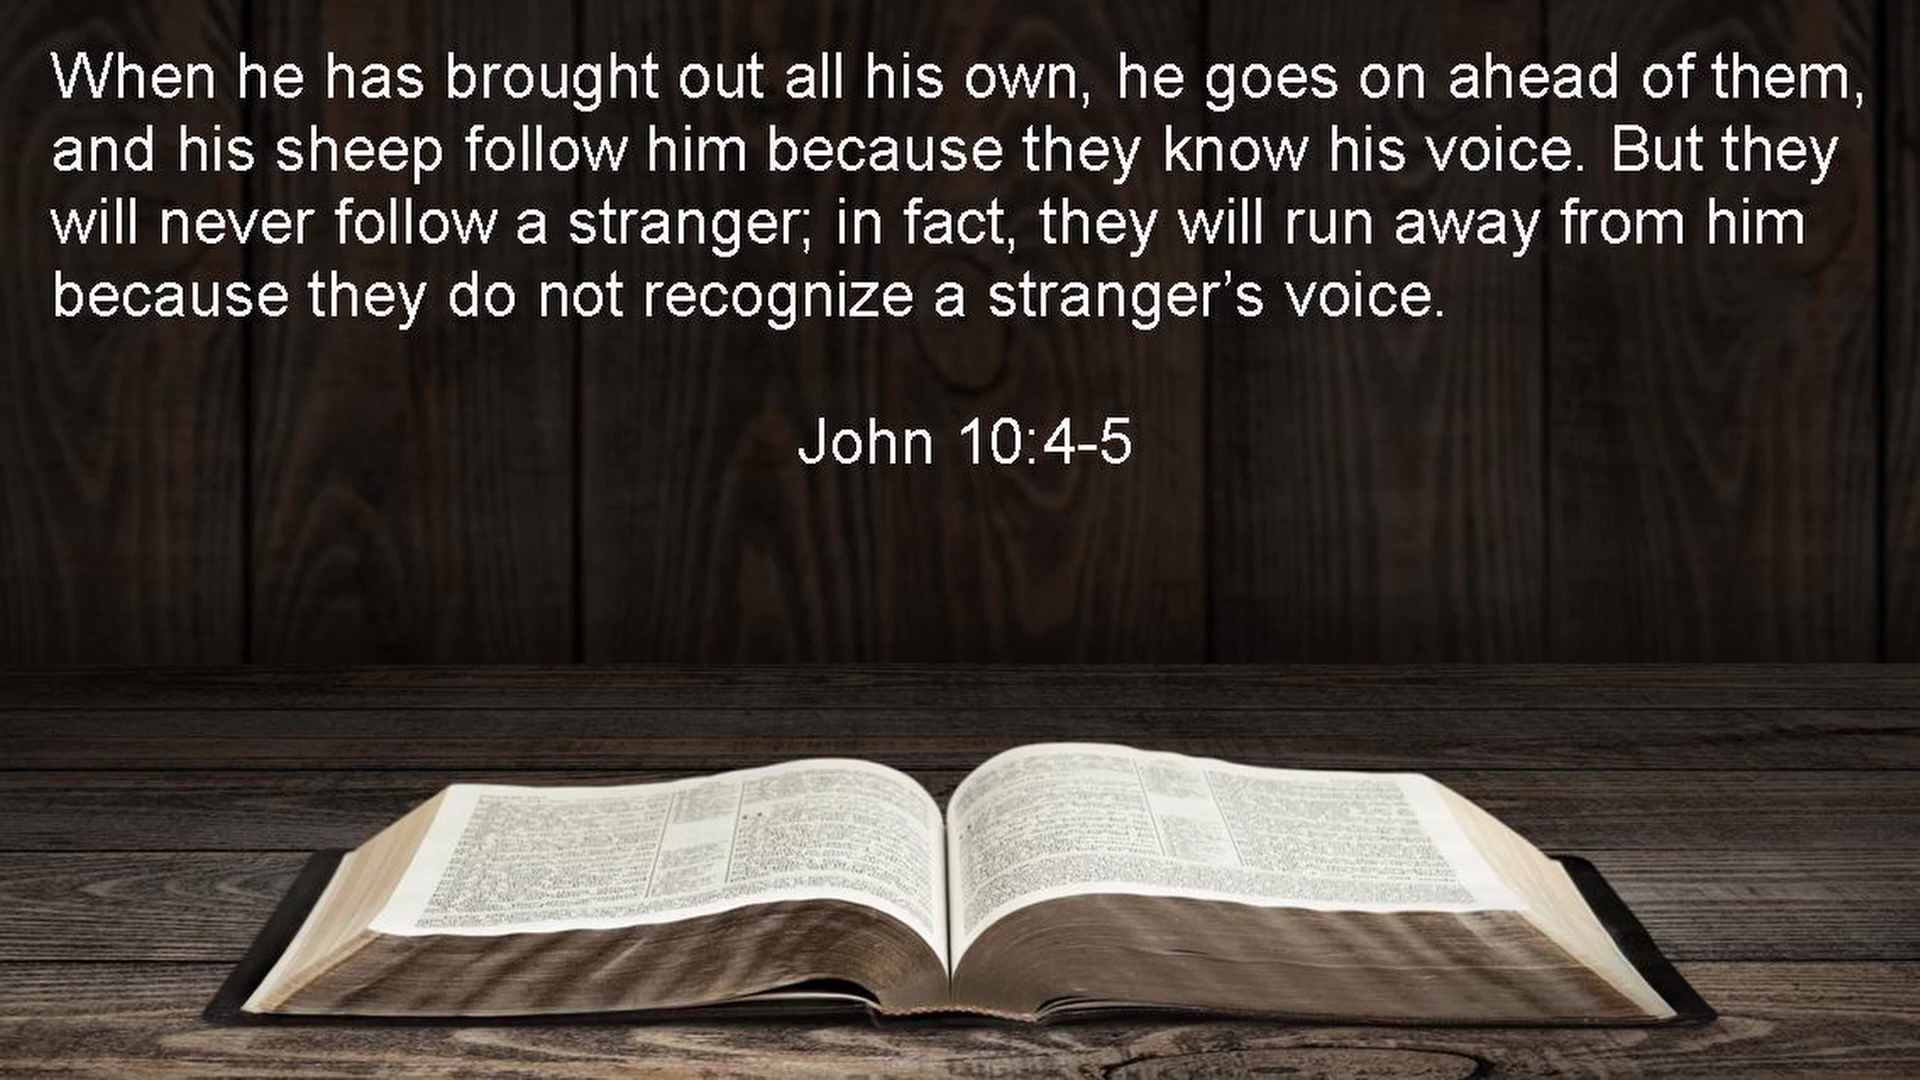 When he has brought out all his own, he goes on ahead of them,
and his sheep follow him because they know his voice. But they
will never follow a stranger; in fact, they will run away from him
because they do not recognize a stranger’s voice.
John 10:4-5